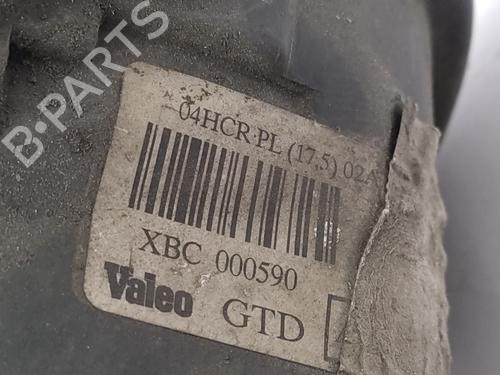 B-PARTS
04HCR PL (17,5) 02A
XBC 000590
Valeo GTD